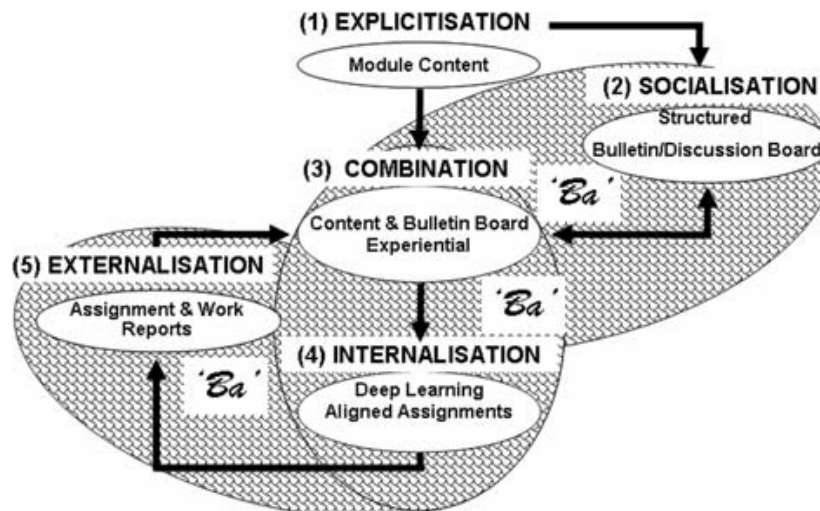 (1) EXPLICITISATION
Module Content
(2) SOCIALISATION
Structured
Bulletin/Discussion Board
(3) COMBINATION
'Ba'
Content & Bulletin Board
Experiential
(5) EXTERNALISATION
Assignment & Work
Reports
'Ba'
(4) INTERNALISATION
'Ba'
Deep Learning
Aligned Assignments